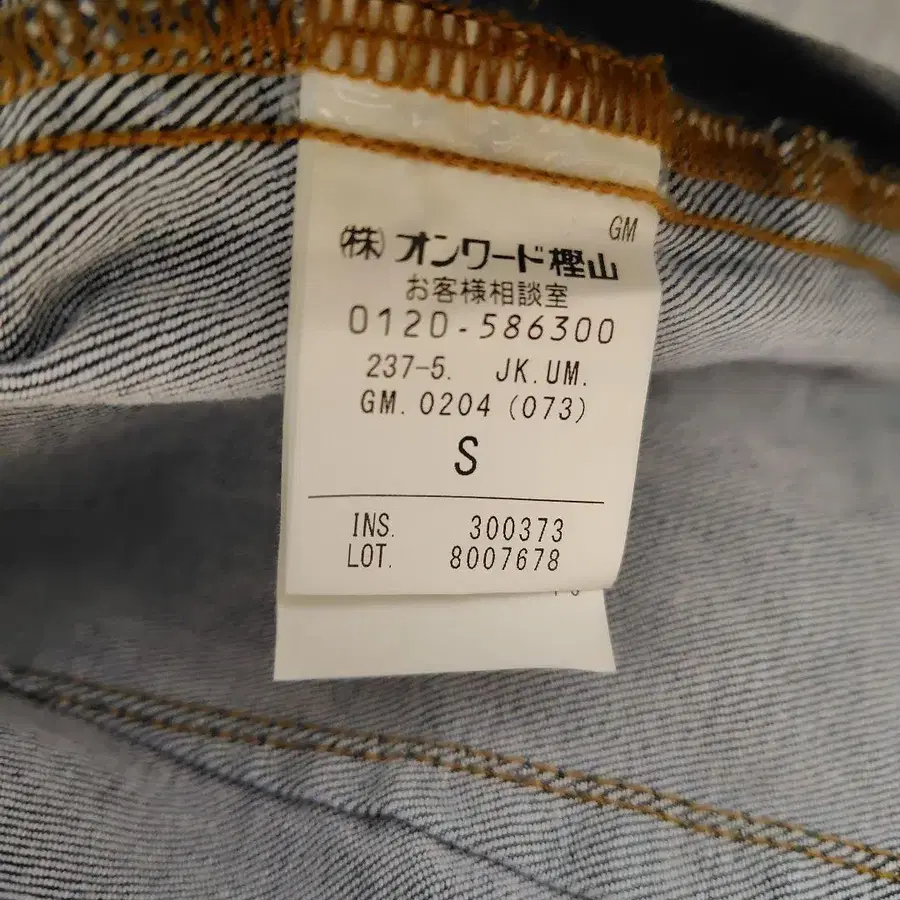 GM
㈱オンワード樫山
お客様相談室
0120-586300
237-5. JK.UM.
GM.0204(073)
S
INS. 300373
LOT. 8007678